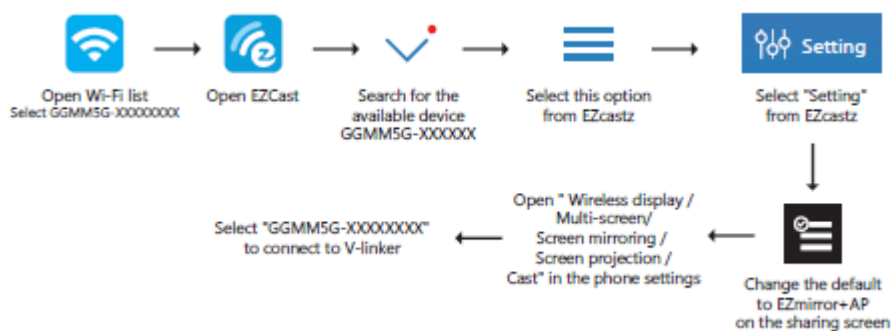 Open Wi-Fi list
Select GGMM5G-XXXXXXXX
Open EZCast
Search for the
available device
GGMM5G-XXXXXX
Select this option
from EZcastz
Setting
Select "Setting"
from EZcastz
Change the default
to EZmirror+AP
on the sharing screen
Open " Wireless display /
Multi-screen/
Screen mirroring /
Screen projection /
Cast" in the phone settings
Select "GGMM5G-XXXXXXXX"
to connect to V-linker